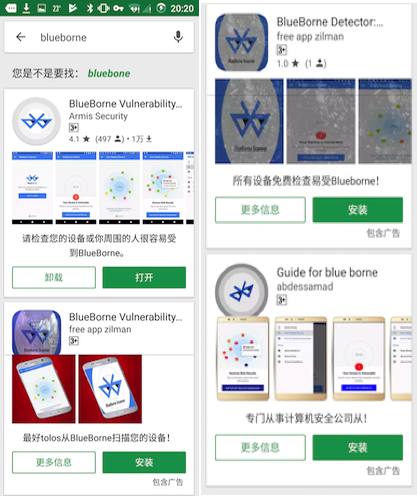 23° 20:20
blueborne
您是不是要找： bluebone
BlueBorne Vulnerability...
Armis Security
3+
4.1 ★ (497 ) • 1万
请检查您的设备或你周围的人很容易受
到BlueBorne。
卸载
打开
BlueBorne Vulnerability...
free app zilman
3+
最好tolos从BlueBorne扫描您的设备！
更多信息
安装
包含广告
BlueBorne Detector:...
free app zilman
3+
1.0 ★ (1 )
BlueBorne Scanner
所有设备免费检查易受Blueborne！
更多信息
安装
包含广告
Guide for blue borne
abdessamad
3+
专门从事计算机安全公司从！
更多信息
安装
包含广告